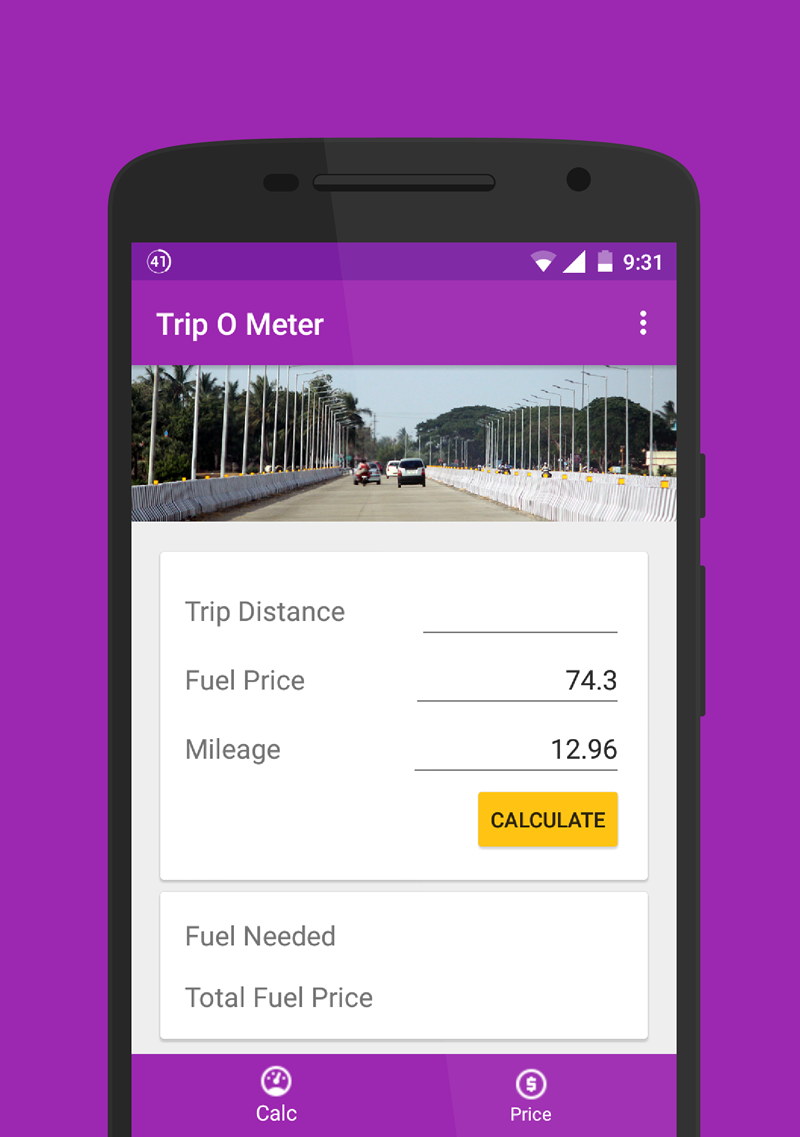 41 9:31
Trip O Meter
Trip Distance
Fuel Price 74.3
Mileage 12.96
CALCULATE
Fuel Needed
Total Fuel Price
Calc Price